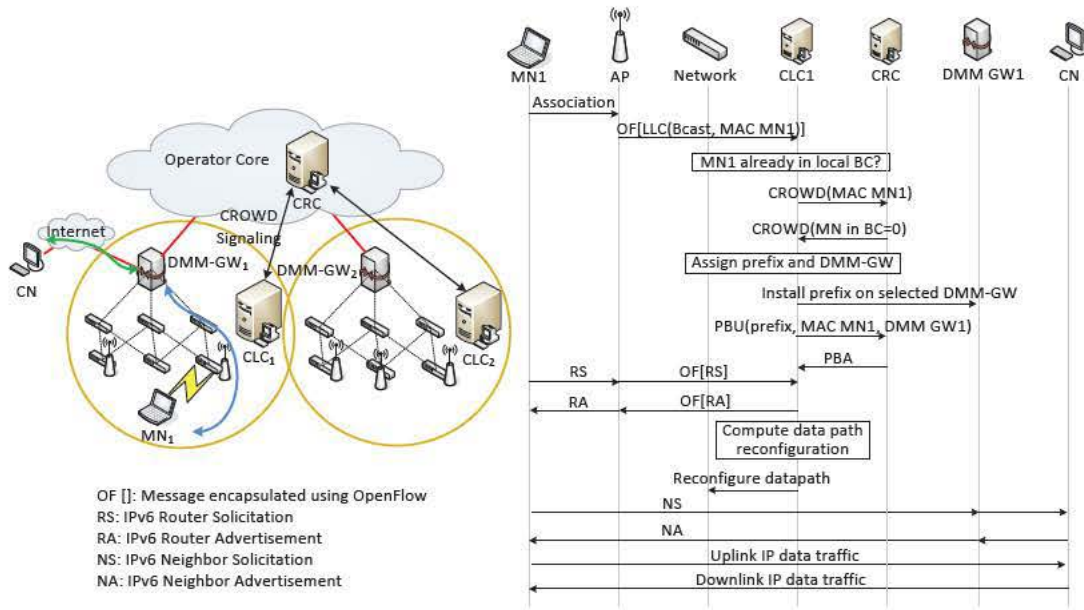 Operator Core
CRC
CROWD
Signaling
Internet
CN
DMM-GW1
DMM-GW2
CLC1
CLC2
MN1
OF []: Message encapsulated using OpenFlow
RS: IPv6 Router Solicitation
RA: IPv6 Router Advertisement
NS: IPv6 Neighbor Solicitation
NA: IPv6 Neighbor Advertisement
MN1 AP Network CLC1 CRC DMM GW1 CN
Association
OF[LLC(Bcast, MAC MN1)]
MN1 already in local BC?
CROWD(MAC MN1)
CROWD(MN in BC=0)
Assign prefix and DMM-GW
Install prefix on selected DMM-GW
PBU(prefix, MAC MN1, DMM GW1)
PBA
RS OF[RS]
RA OF[RA]
Compute data path
reconfiguration
Reconfigure datapath
NS
NA
Uplink IP data traffic
Downlink IP data traffic